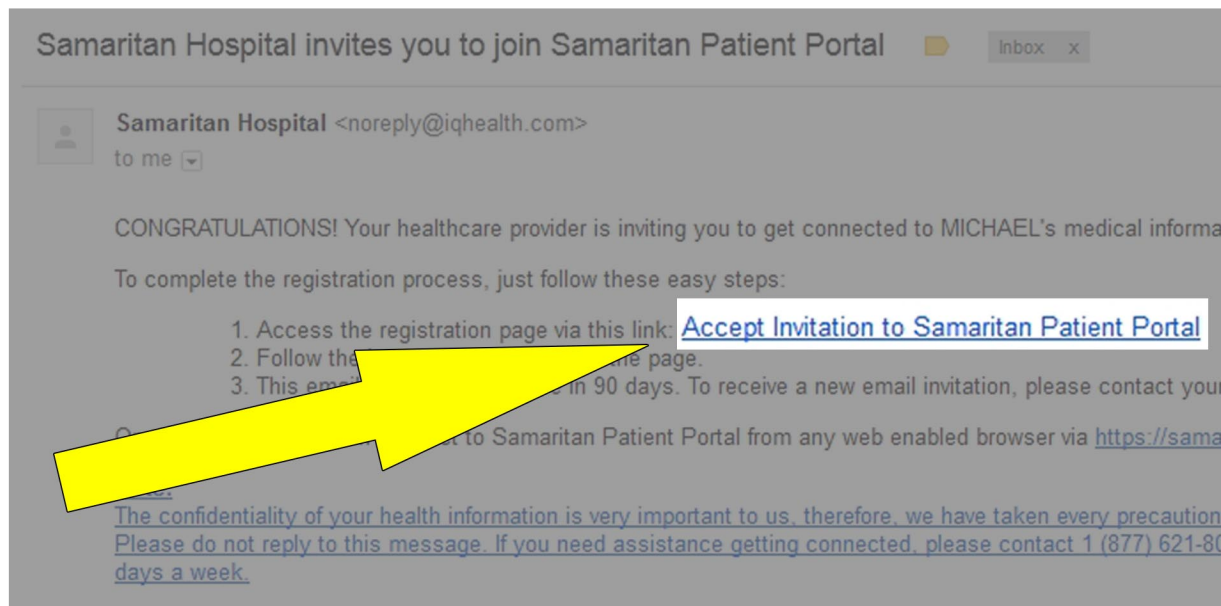 Samaritan Hospital invites you to join Samaritan Patient Portal Inbox x
Samaritan Hospital <noreply@iqhealth.com>
to me
CONGRATULATIONS! Your healthcare provider is inviting you to get connected to MICHAEL's medical informa
To complete the registration process, just follow these easy steps:
1. Access the registration page via this link: Accept Invitation to Samaritan Patient Portal
2. Follow the page.
3. This email in 90 days. To receive a new email invitation, please contact your
to Samaritan Patient Portal from any web enabled browser via https://sama
The confidentiality of your health information is very important to us, therefore, we have taken every precaution
Please do not reply to this message. If you need assistance getting connected, please contact 1 (877) 621-80
days a week.